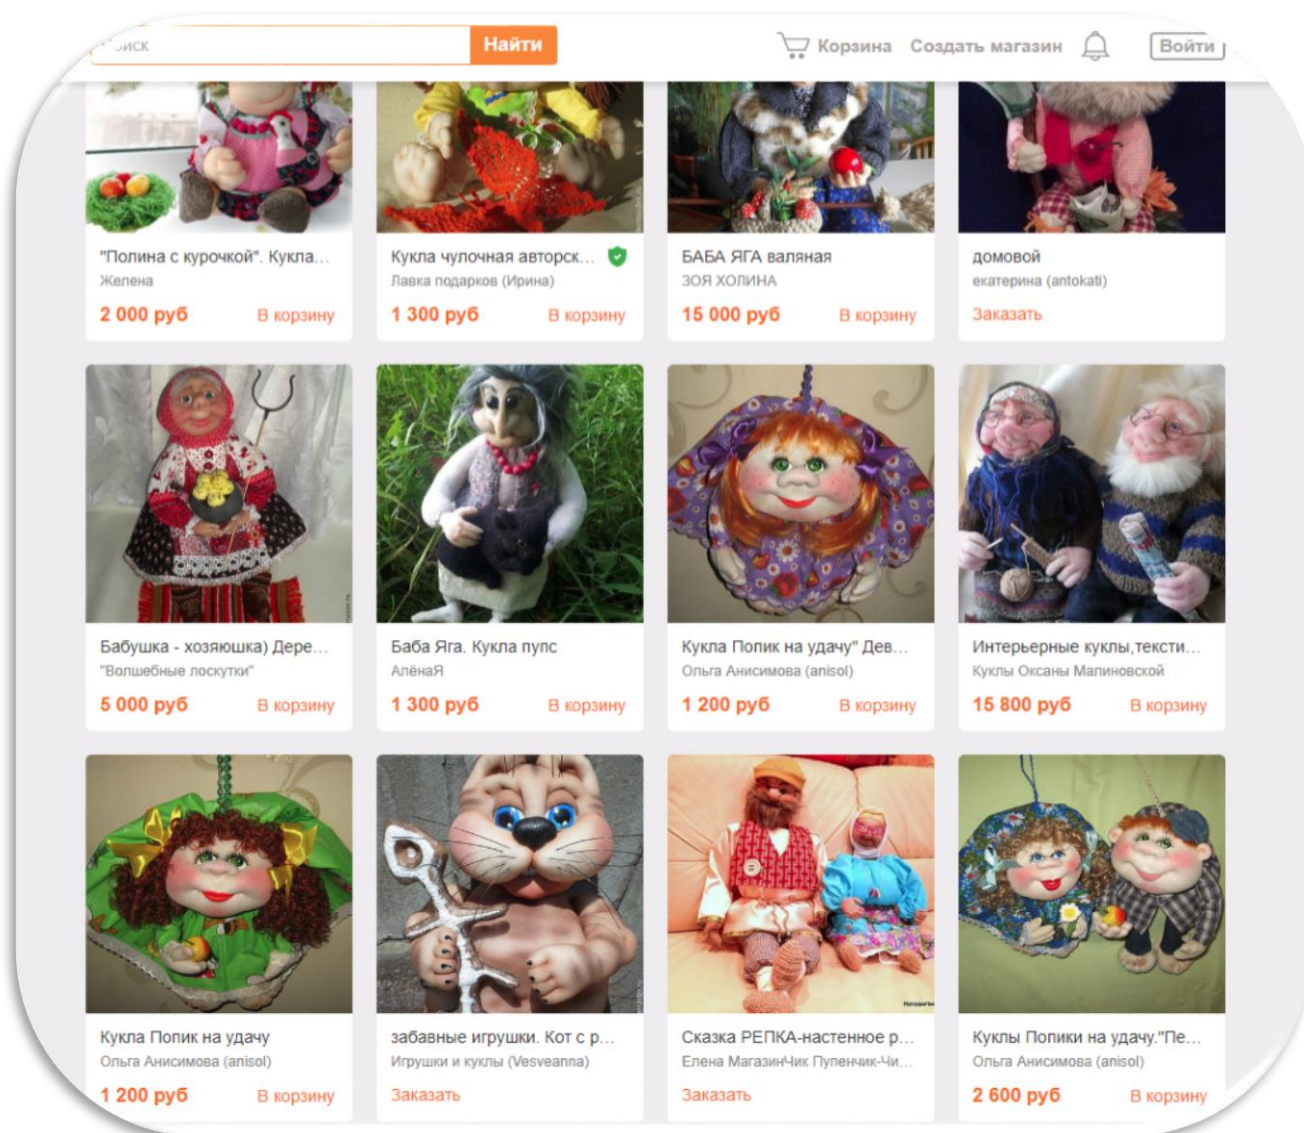 Найти
Корзина
Создать магазин
Войти
"Полина с курочкой". Кукла...
Желена
2 000 руб
В корзину
Кукла чулочная авторск...
Лавка подарков (Ирина)
1 300 руб
В корзину
БАБА ЯГА валяная
ЗОЯ ХОЛИНА
15 000 руб
В корзину
домовой
екатерина (antokati)
Заказать
Бабушка - хозяюшка) Дере...
"Волшебные лоскутки"
5 000 руб
В корзину
Баба Яга. Кукла пупс
АлёнаЯ
1 300 руб
В корзину
Кукла Попик на удачу" Дев...
Ольга Анисимова (anisol)
1 200 руб
В корзину
Интерьерные куклы,тексти...
Куклы Оксаны Малиновской
15 800 руб
В корзину
Кукла Попик на удачу
Ольга Анисимова (anisol)
1 200 руб
В корзину
забавные игрушки. Кот с р...
Игрушки и куклы (Vesveanna)
Заказать
Сказка РЕПКА-настенное р...
Елена МагазинЧик Пупенчик-Чи...
Заказать
Куклы Попики на удачу."Пе...
Ольга Анисимова (anisol)
2 600 руб
В корзину